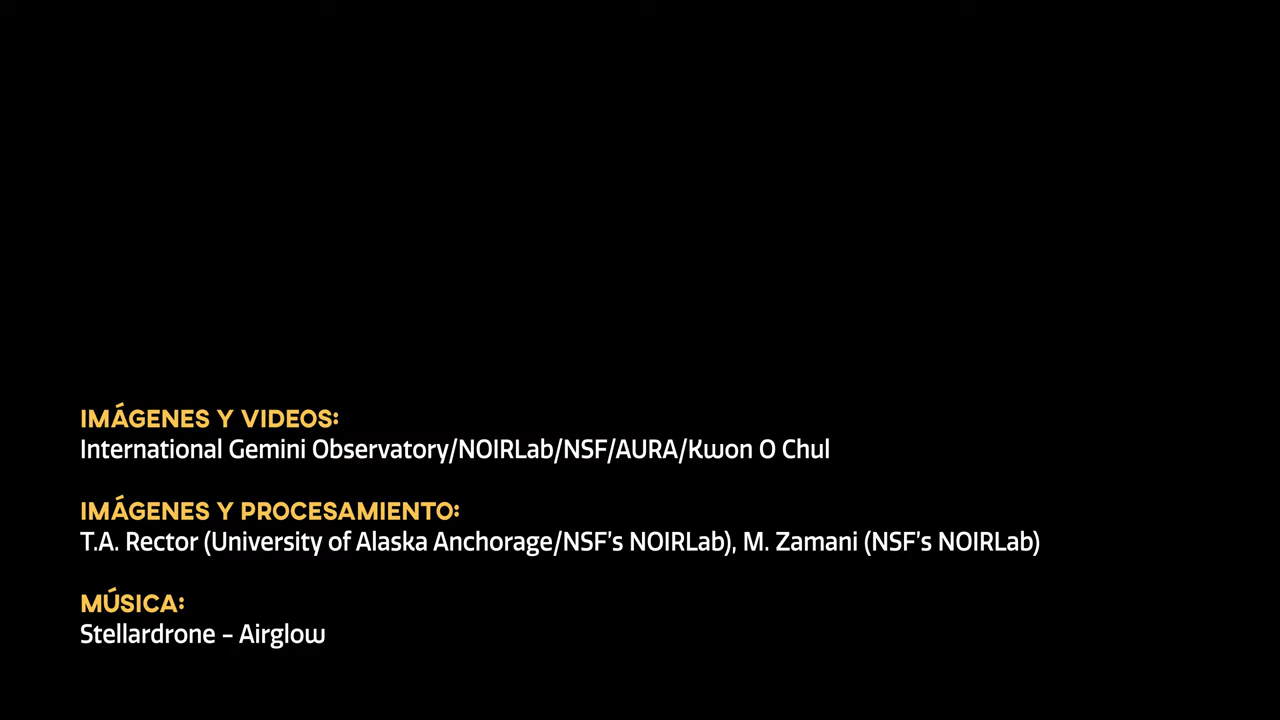 IMÁGENES Y VIDEOS:
International Gemini Observatory/NOIRLab/NSF/AURA/Kwon O Chul
IMÁGENES Y PROCESAMIENTO:
T.A. Rector (University of Alaska Anchorage/NSF’s NOIRLab), M. Zamani (NSF’s NOIRLab)
MÚSICA:
Stellardrone – Airglow